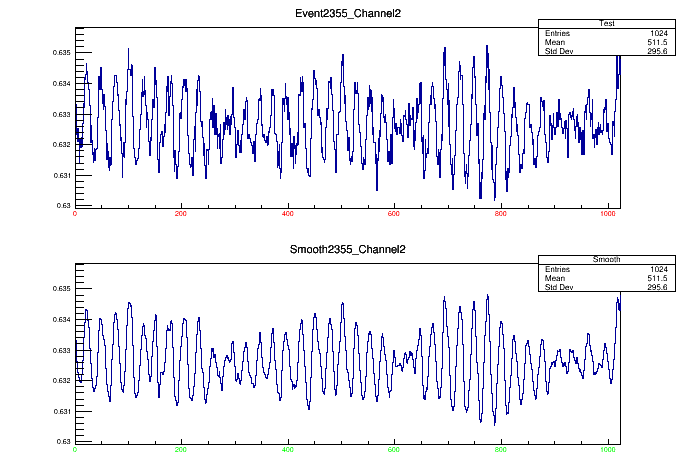 Event2355_Channel2
Test
Entries 1024
Mean 511.5
Std Dev 295.6
0.635
0.634
0.633
0.632
0.631
0.63
0 200 400 600 800 1000
Smooth2355_Channel2
Smooth
Entries 1024
Mean 511.5
Std Dev 295.6
0.635
0.634
0.633
0.632
0.631
0.63
0 200 400 600 800 1000